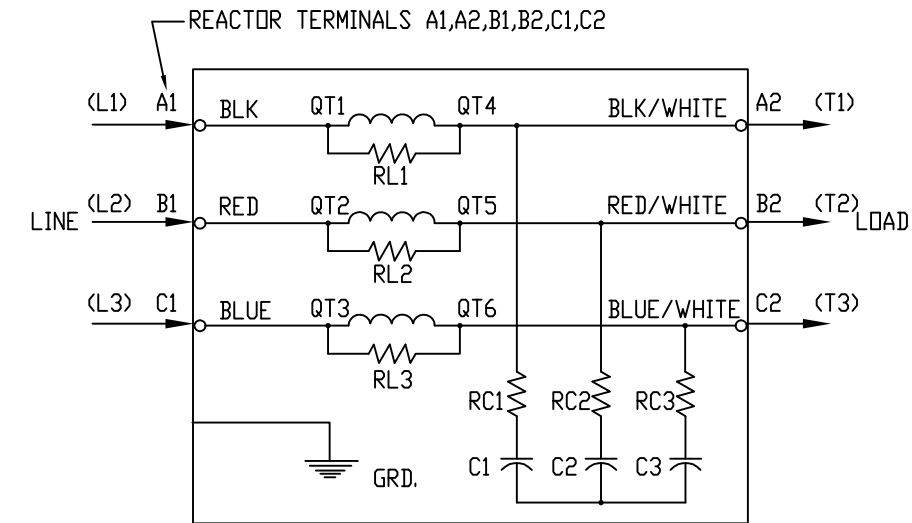 REACTOR TERMINALS A1,A2,B1,B2,C1,C2
(L1) A1 BLK QT1 QT4 BLK/WHITE A2 (T1)
RL1
(L2) B1 RED QT2 QT5 RED/WHITE B2 (T2)
LINE LOAD
RL2
(L3) C1 BLUE QT3 QT6 BLUE/WHITE C2 (T3)
RL3
RC1 RC2 RC3
C1 C2 C3
GRD.